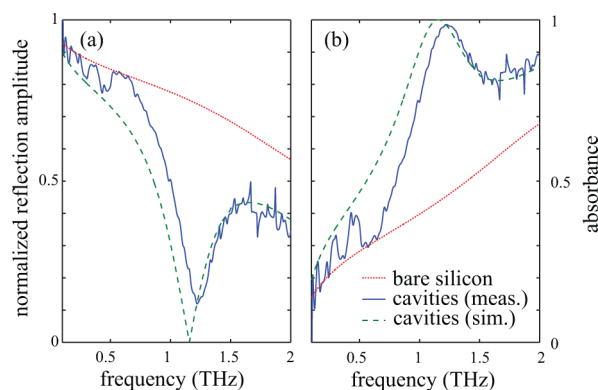 (a)
(b)
normalized reflection amplitude
1
0.5
0
0.5
1
1.5
2
frequency (THz)
0.5
1
1.5
2
frequency (THz)
1
0.5
0
absorbance
bare silicon
cavities (meas.)
cavities (sim.)